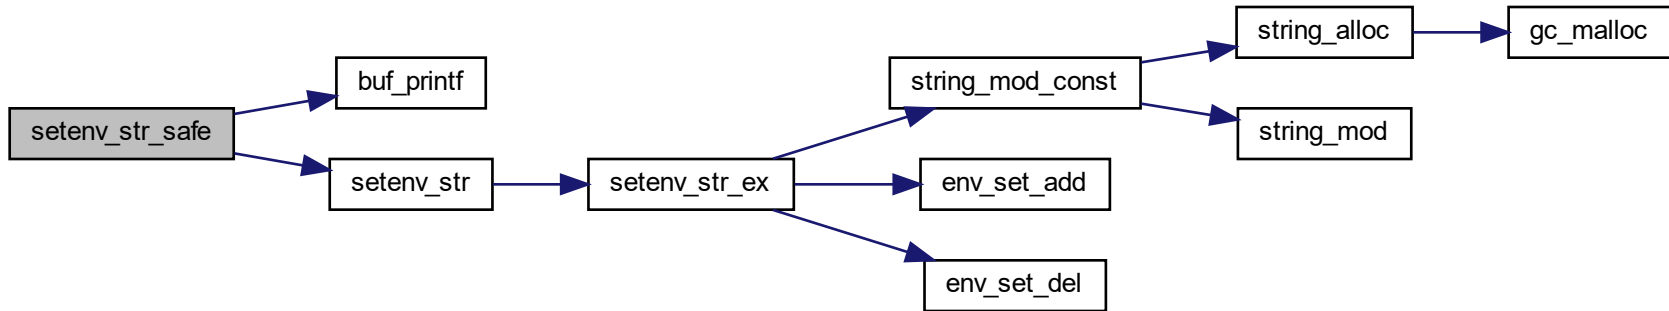 setenv_str_safe
buf_printf
setenv_str
setenv_str_ex
string_mod_const
env_set_add
env_set_del
string_alloc
string_mod
gc_malloc